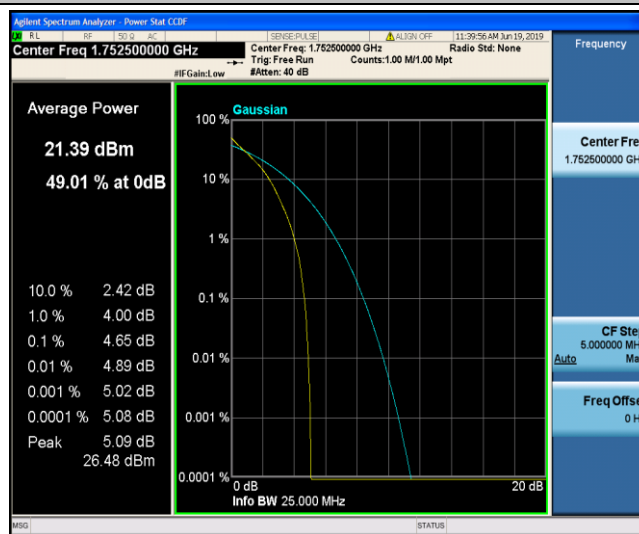 Agilent Spectrum Analyzer - Power Stat CCDF
RL RF 50 Ω AC SENSE:PULSE ALIGN OFF 11:39:56 AM Jun 19, 2019
Center Freq 1.752500000 GHz
Center Freq: 1.752500000 GHz Radio Std: None
Trig: Free Run Counts:1.00 M/1.00 Mpt
#IFGain:Low #Atten: 40 dB
Frequency
Average Power
21.39 dBm
49.01 % at 0dB
10.0 % 2.42 dB
1.0 % 4.00 dB
0.1 % 4.65 dB
0.01 % 4.89 dB
0.001 % 5.02 dB
0.0001 % 5.08 dB
Peak 5.09 dB
26.48 dBm
Gaussian
100 %
10 %
1 %
0.1 %
0.01 %
0.001 %
0.0001 %
0 dB 20 dB
Info BW 25.000 MHz
Center Fre
1.752500000 GH
CF Ste
5.000000 MH
Auto Ma
Freq Offse
0 H
MSG STATUS